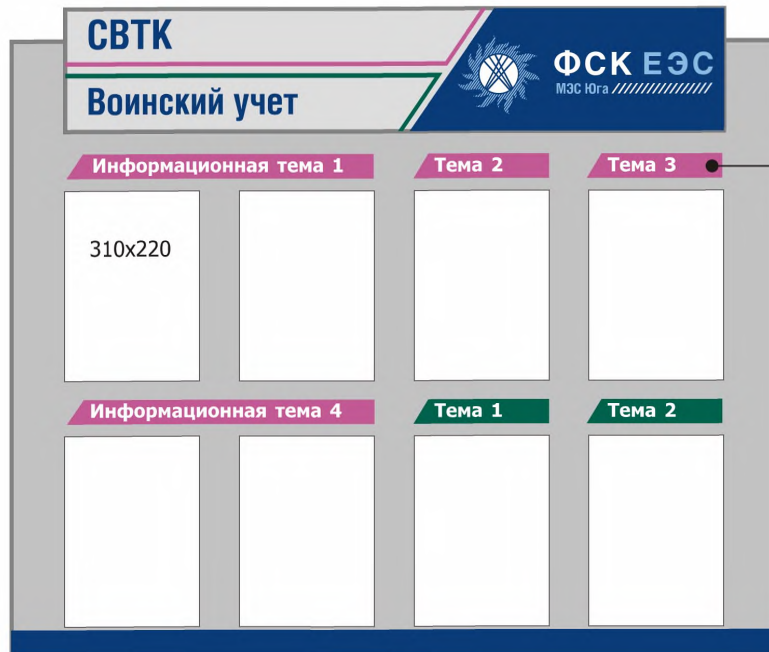 СВТК
Воинский учет
ФСК ЕЭС
МЭС Юга
Информационная тема 1
Тема 2
Тема 3
310х220
Информационная тема 4
Тема 1
Тема 2